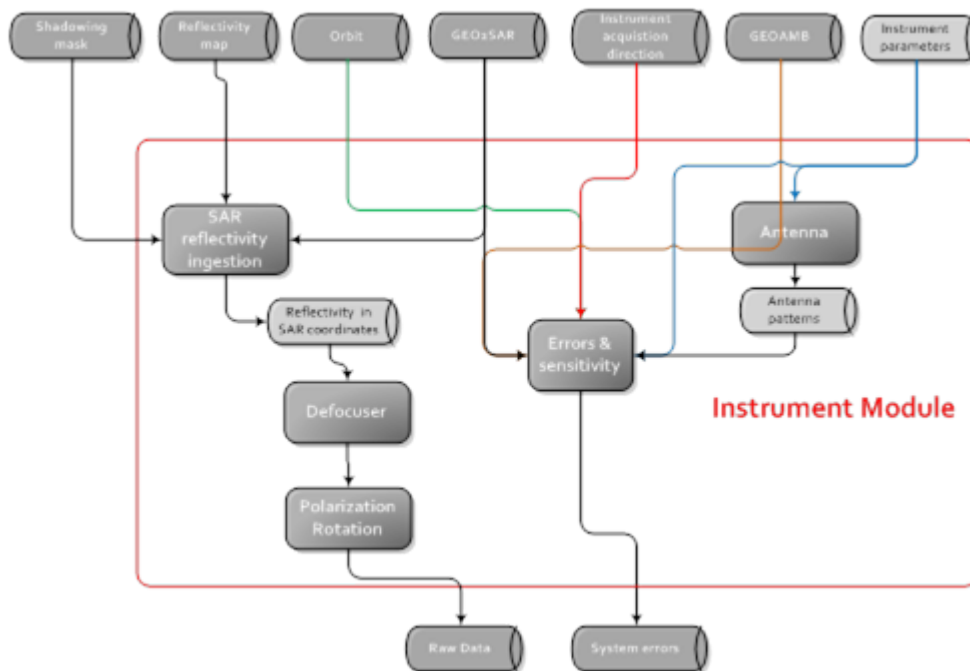 Shadowing
mask
Reflectivity
map
Orbit
GEO2SAR
Instrument
acquistion
direction
GEOAMB
Instrument
parameters
SAR
reflectivity
ingestion
Antenna
Reflectivity in
SAR coordinates
Antenna
patterns
Errors &
sensitivity
Defocuser
Instrument Module
Polarization
Rotation
Raw Data
System errors